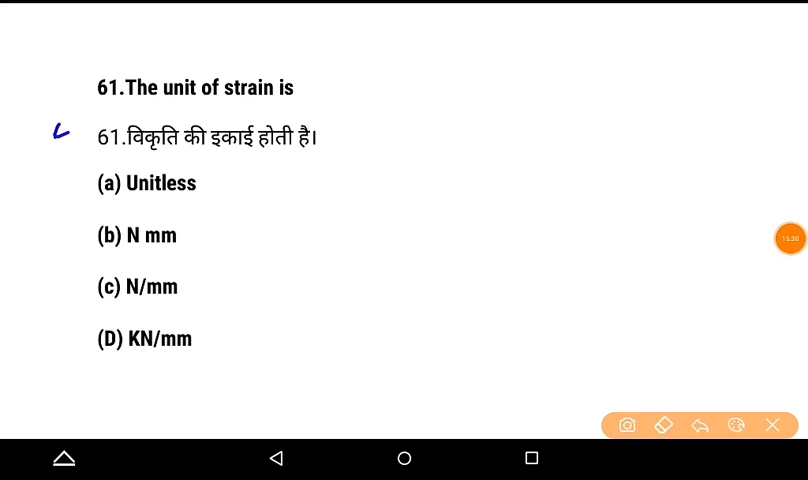 61.The unit of strain is
61.विकृति की इकाई होती है।
(a) Unitless
(b) N mm
(c) N/mm
(D) KN/mm